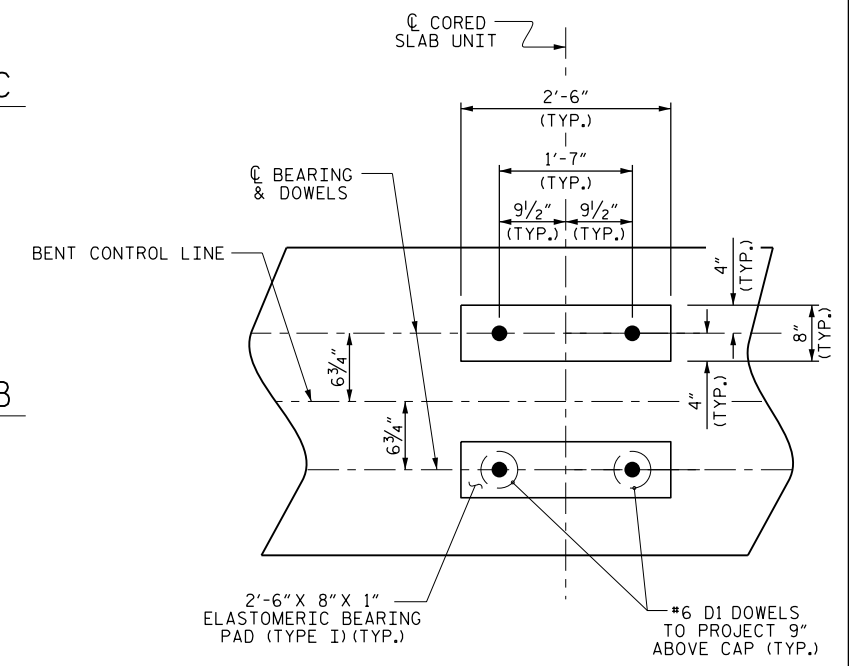 ℄ CORED
SLAB UNIT
C
2'-6"
(TYP.)
1'-7"
(TYP.)
℄ BEARING
& DOWELS
9½" 9½"
(TYP.) (TYP.)
BENT CONTROL LINE
4"
(TYP.)
8"
(TYP.)
6¾"
4"
(TYP.)
B
6¾"
2'-6" X 8" X 1"
ELASTOMERIC BEARING
PAD (TYPE I)(TYP.)
#6 D1 DOWELS
TO PROJECT 9"
ABOVE CAP (TYP.)